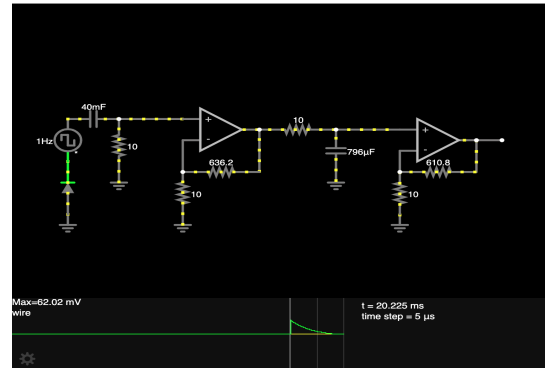 40mF
1Hz
10
+
-
636.2
10
10
796µF
+
-
610.8
10
Max=62.02 mV
wire
t = 20.225 ms
time step = 5 µs